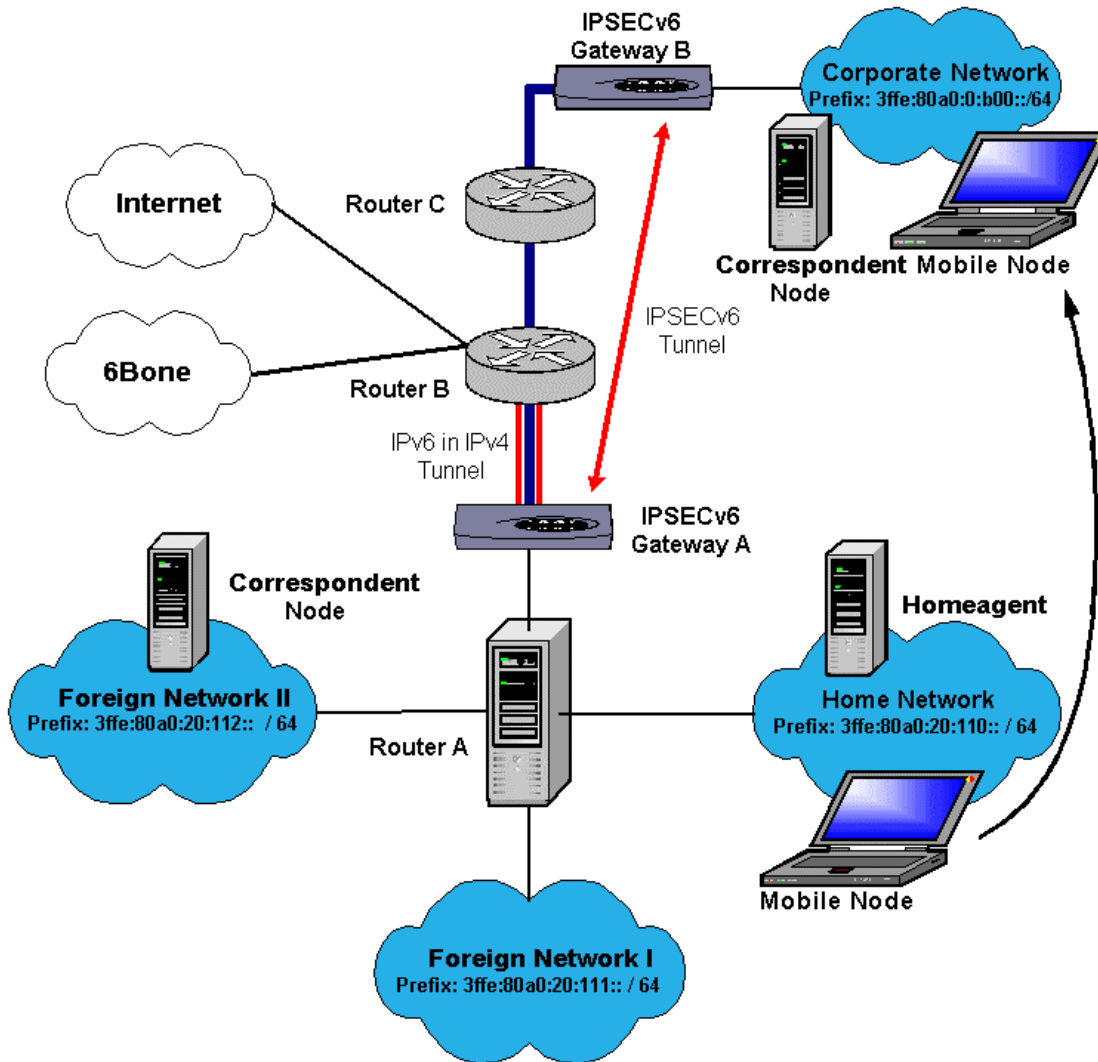 IPSECv6
Gateway B
Corporate Network
Prefix: 3ffe:80a0:0:b00::/64
Internet
Router C
Correspondent
Node
Mobile Node
IPSECv6
Tunnel
6Bone
Router B
IPv6 in IPv4
Tunnel
IPSECv6
Gateway A
Correspondent
Node
Homeagent
Foreign Network II
Prefix: 3ffe:80a0:20:112:: / 64
Home Network
Prefix: 3ffe:80a0:20:110:: / 64
Router A
Mobile Node
Foreign Network I
Prefix: 3ffe:80a0:20:111:: / 64